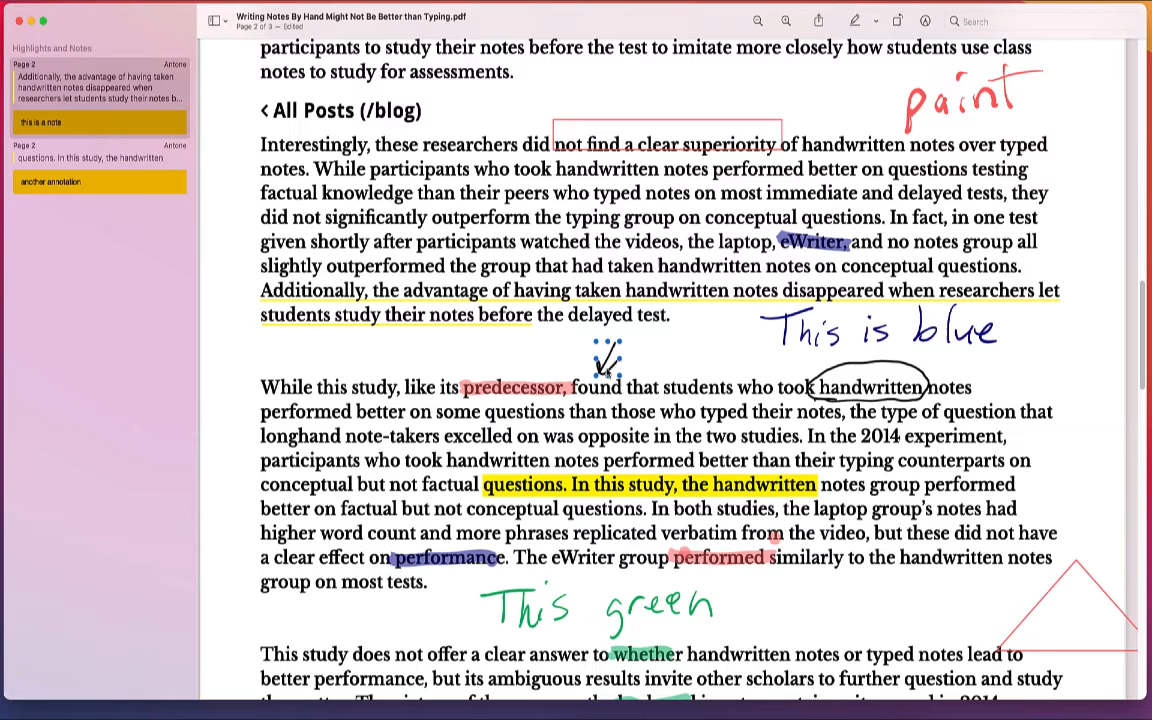 Writing Notes By Hand Might Not Be Better than Typing.pdf
Page 2 of 3 — Edited
Search
Highlights and Notes
Page 2 Antone
Additionally, the advantage of having taken
handwritten notes disappeared when
researchers let students study their notes b...
this is a note
Page 2 Antone
questions. In this study, the handwritten
another annotation
participants to study their notes before the test to imitate more closely how students use class
notes to study for assessments.
paint
< All Posts (/blog)
Interestingly, these researchers did not find a clear superiority of handwritten notes over typed
notes. While participants who took handwritten notes performed better on questions testing
factual knowledge than their peers who typed notes on most immediate and delayed tests, they
did not significantly outperform the typing group on conceptual questions. In fact, in one test
given shortly after participants watched the videos, the laptop, eWriter, and no notes group all
slightly outperformed the group that had taken handwritten notes on conceptual questions.
Additionally, the advantage of having taken handwritten notes disappeared when researchers let
students study their notes before the delayed test.
This is blue
While this study, like its predecessor, found that students who took handwritten notes
performed better on some questions than those who typed their notes, the type of question that
longhand note-takers excelled on was opposite in the two studies. In the 2014 experiment,
participants who took handwritten notes performed better than their typing counterparts on
conceptual but not factual questions. In this study, the handwritten notes group performed
better on factual but not conceptual questions. In both studies, the laptop group's notes had
higher word count and more phrases replicated verbatim from the video, but these did not have
a clear effect on performance. The eWriter group performed similarly to the handwritten notes
group on most tests.
This green
This study does not offer a clear answer to whether handwritten notes or typed notes lead to
better performance, but its ambiguous results invite other scholars to further question and study